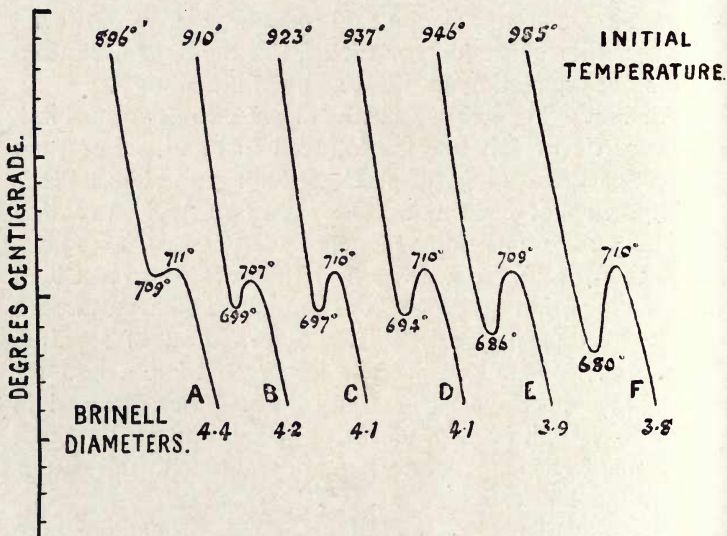 896° 910° 923° 937° 946° 985° INITIAL
TEMPERATURE.
DEGREES CENTIGRADE.
711° 707° 710° 710° 709° 710°
709° 699° 697° 694° 686° 680°
A B C D E F
BRINELL
DIAMETERS.
4.4 4.2 4.1 4.1 3.9 3.8